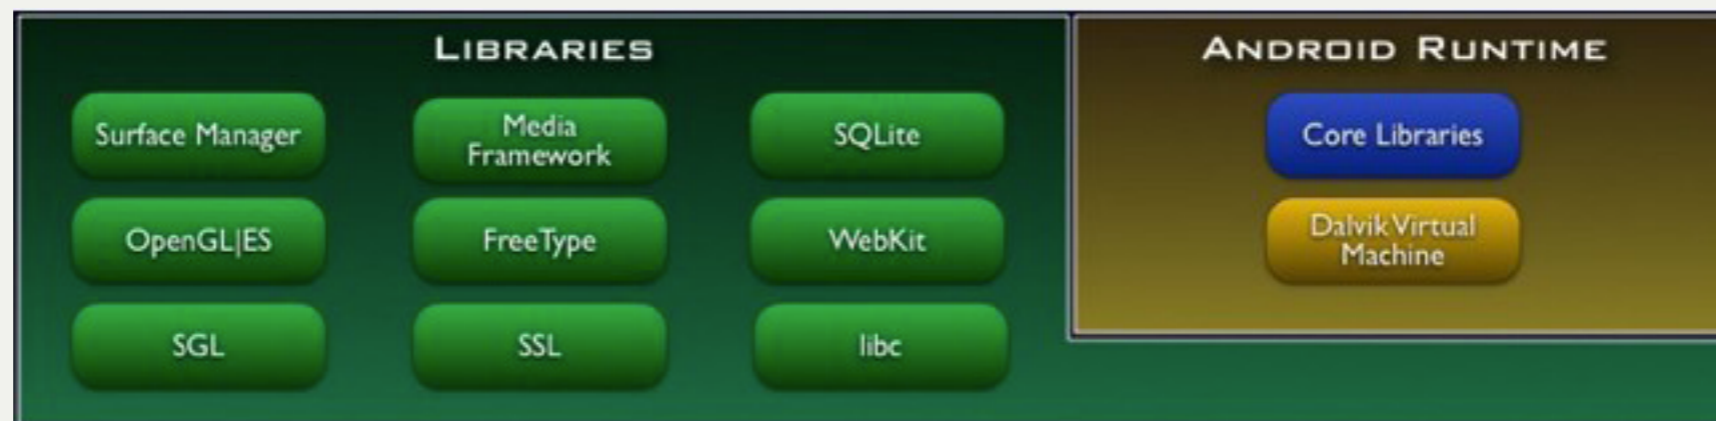 LIBRARIES
ANDROID RUNTIME
Surface Manager
Media
Framework
SQLite
Core Libraries
OpenGL|ES
FreeType
WebKit
Dalvik Virtual
Machine
SGL
SSL
libc